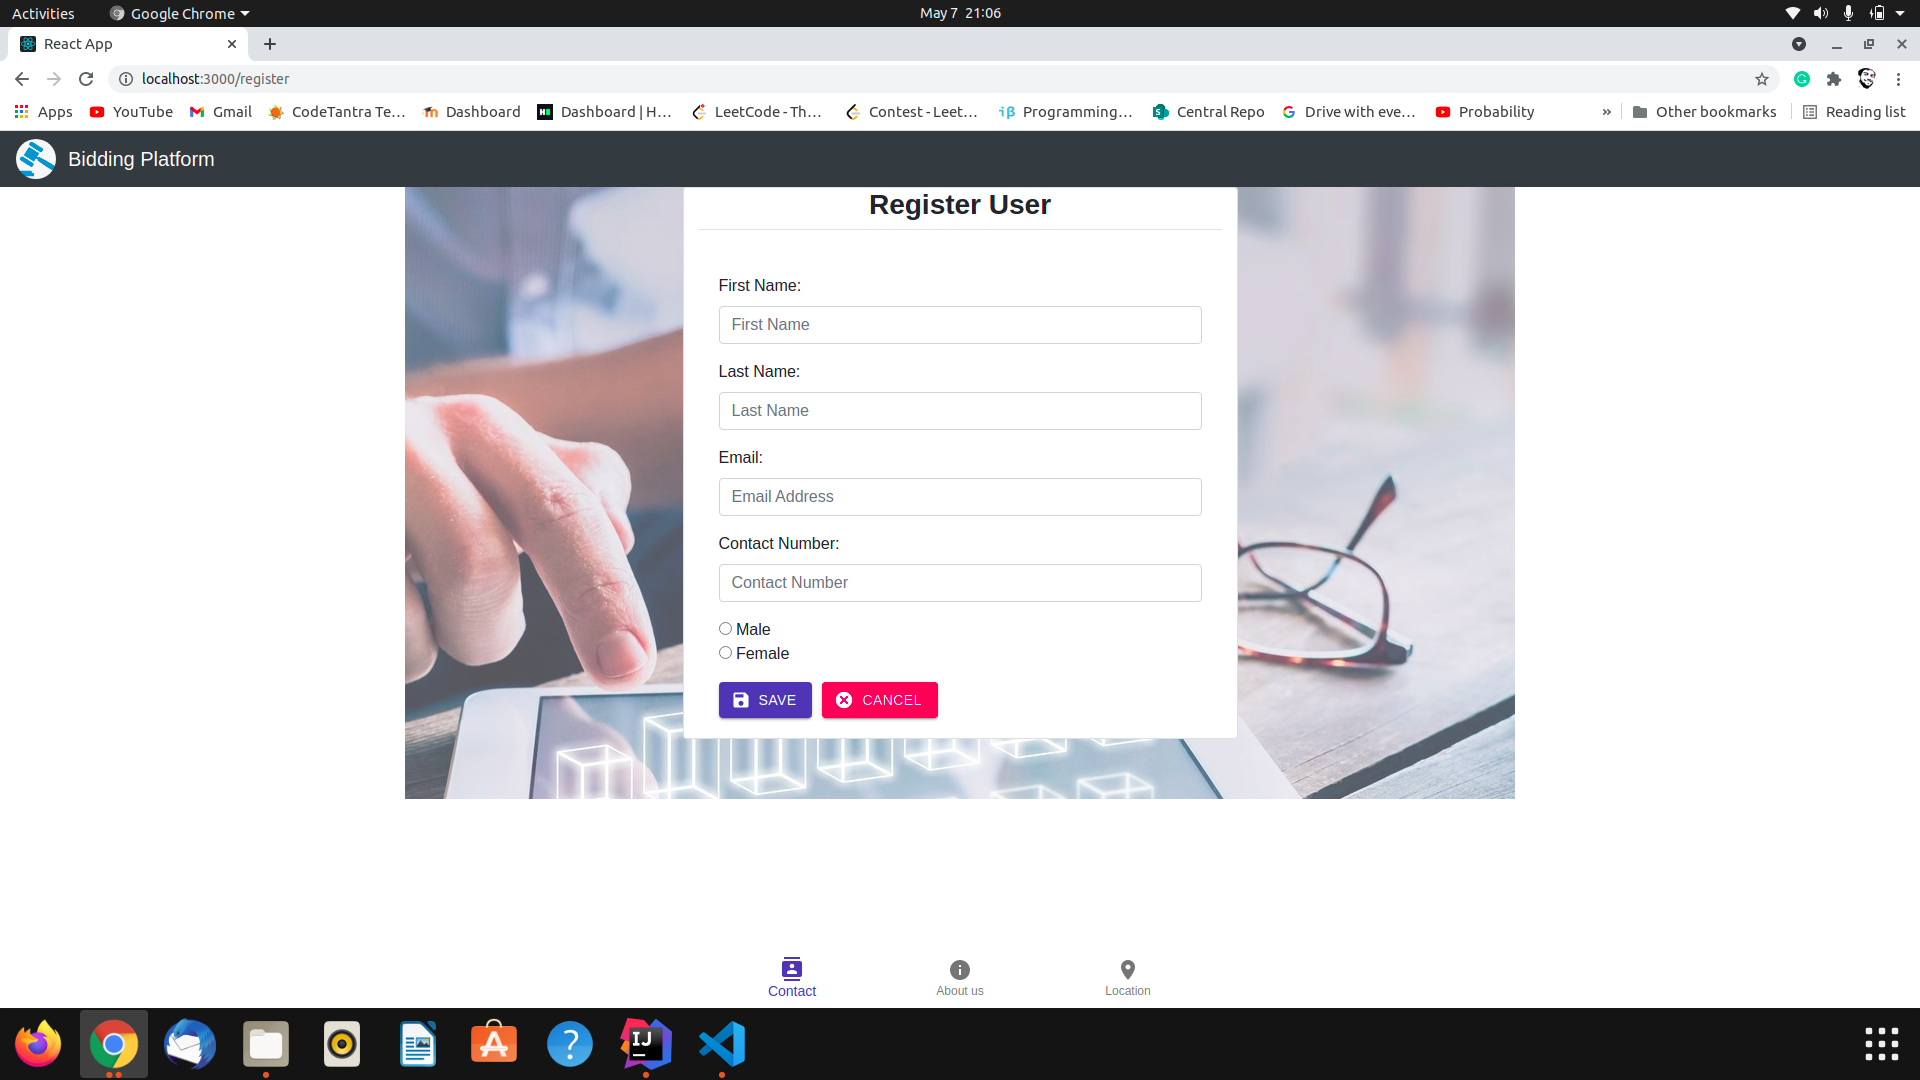 Activities
Google Chrome
May 7 21:06
React App
localhost:3000/register
Apps
YouTube
Gmail
CodeTantra Te...
Dashboard
Dashboard | H...
LeetCode - Th...
Contest - Leet...
Programming...
Central Repo
Drive with eve...
Probability
»
Other bookmarks
Reading list
Bidding Platform
Register User
First Name:
First Name
Last Name:
Last Name
Email:
Email Address
Contact Number:
Contact Number
Male
Female
SAVE
CANCEL
Contact
About us
Location
IJ